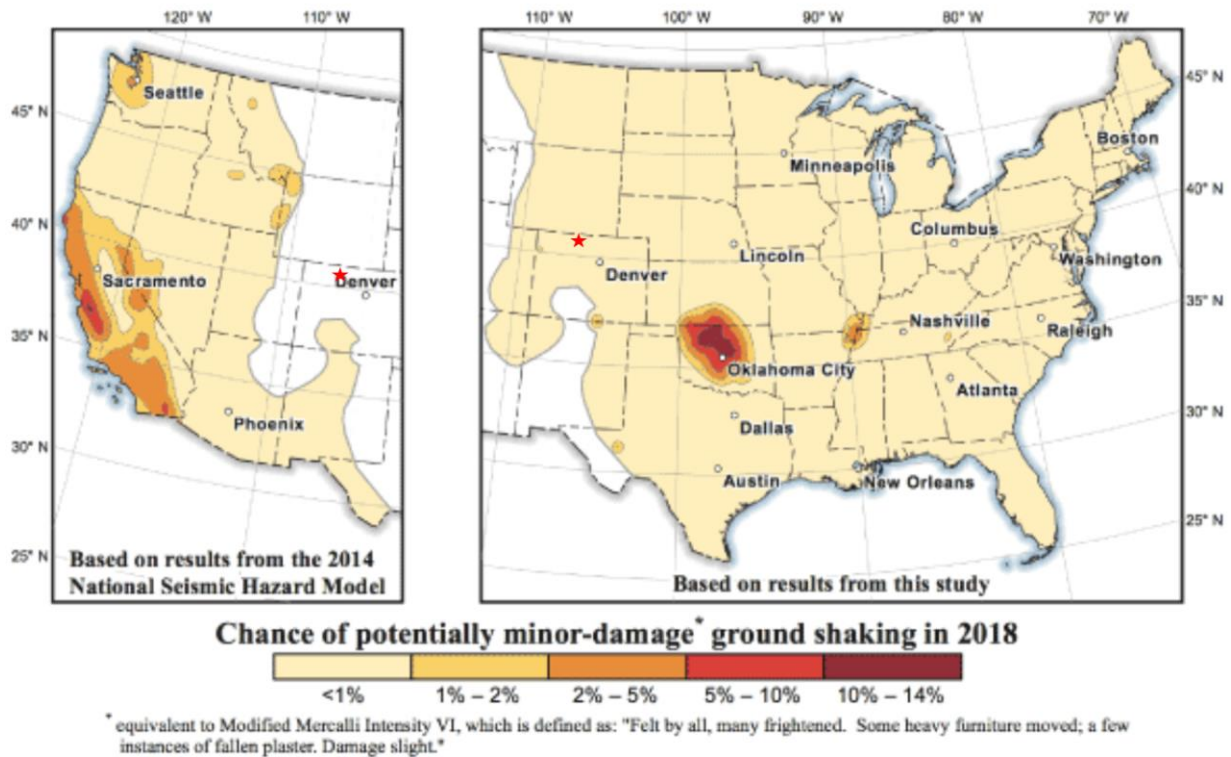 120° W 110° W 110° W 100° W 90° W 80° W 70° W
45° N
40° N
35° N
30° N
25° N
Seattle
Sacramento
Denver
Phoenix
Based on results from the 2014
National Seismic Hazard Model
Minneapolis
Boston
Columbus
Lincoln
Washington
Denver
Nashville
Raleigh
Oklahoma City
Atlanta
Dallas
Austin
New Orleans
Based on results from this study
45° N
40° N
35° N
30° N
25° N
Chance of potentially minor-damage* ground shaking in 2018
<1% 1% – 2% 2% – 5% 5% – 10% 10% – 14%
* equivalent to Modified Mercalli Intensity VI, which is defined as: "Felt by all, many frightened. Some heavy furniture moved; a few
instances of fallen plaster. Damage slight."